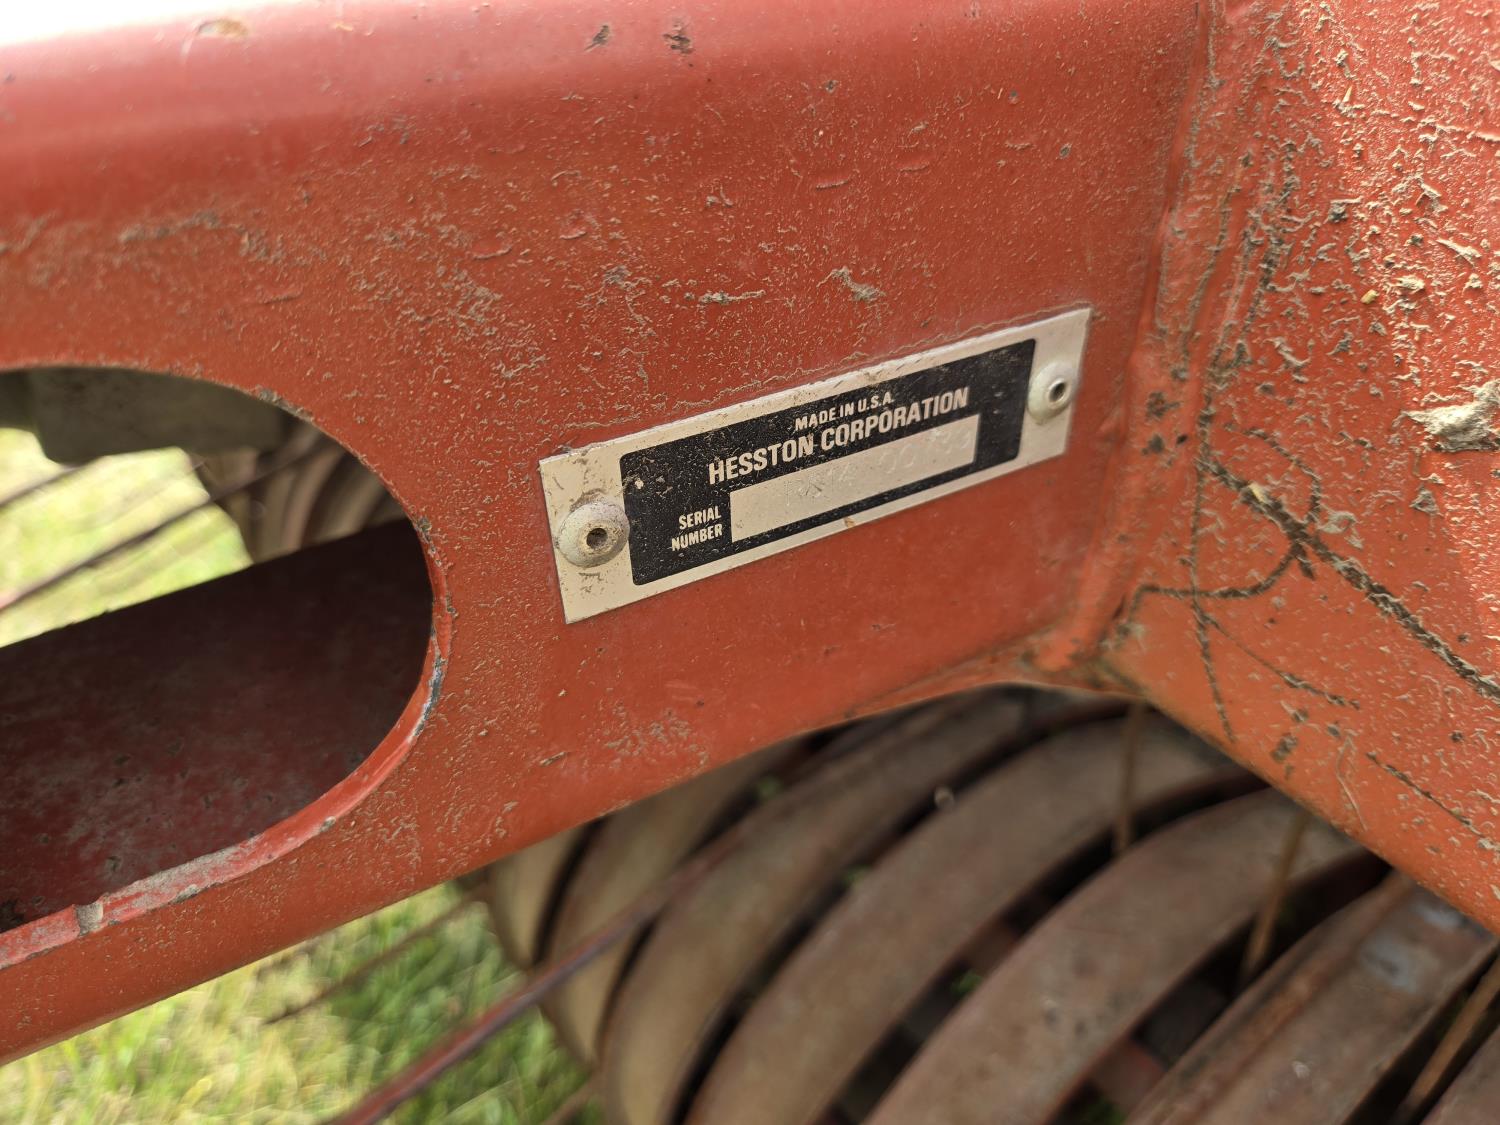 MADE IN U.S.A.
HESSTON CORPORATION
SERIAL
NUMBER